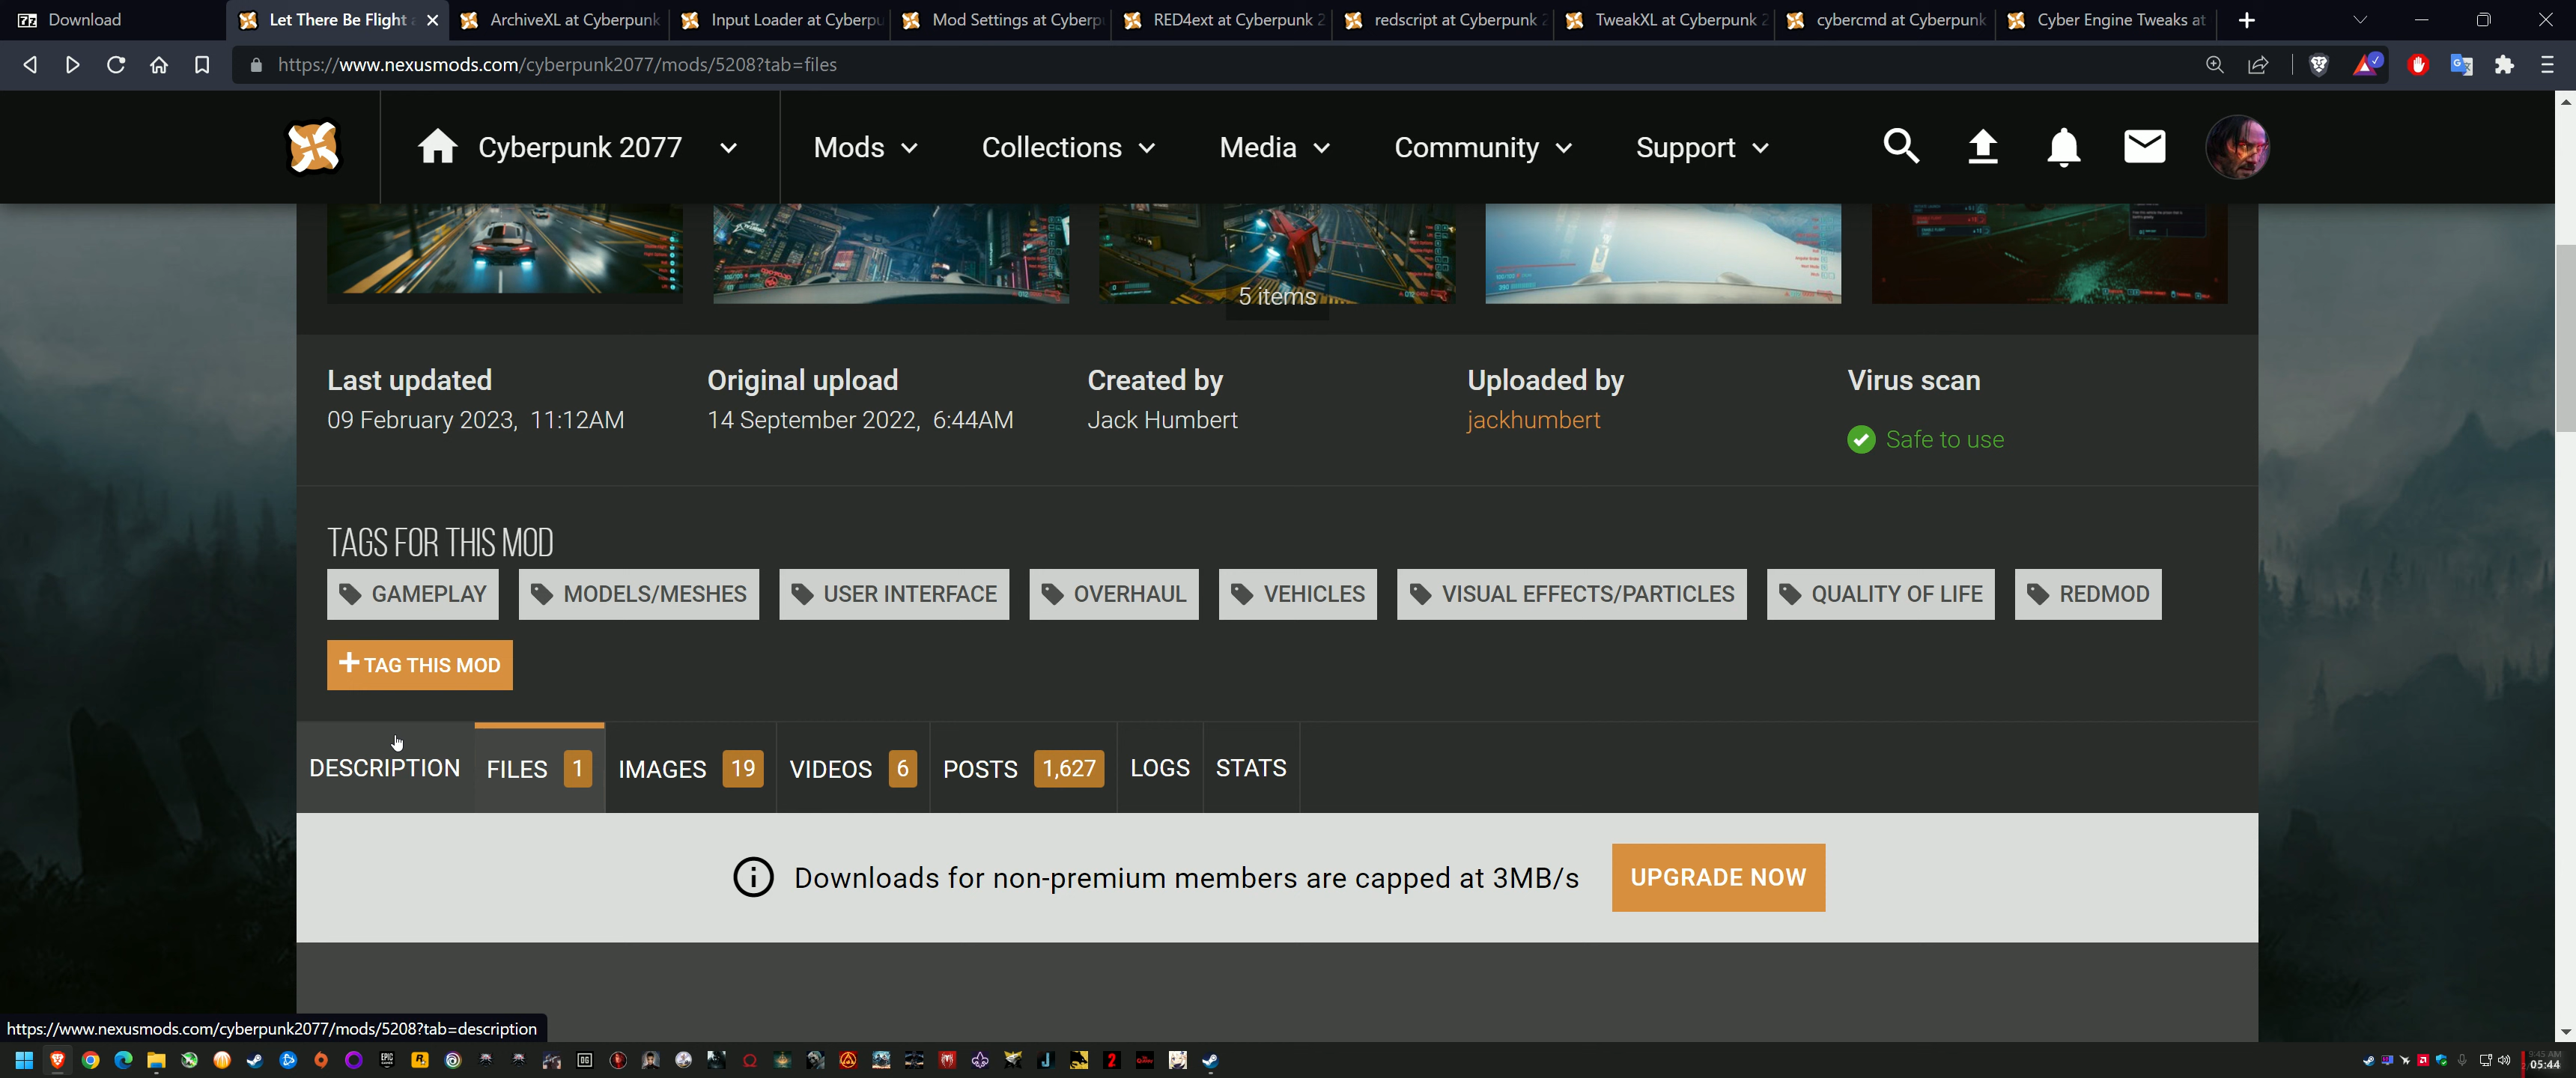 7z Download
Let There Be Flight
ArchiveXL at Cyberpunk
Input Loader at Cyberpu
Mod Settings at Cyberp
RED4ext at Cyberpunk 2
redscript at Cyberpunk
TweakXL at Cyberpunk 2
cybercmd at Cyberpunk
Cyber Engine Tweaks at
https://www.nexusmods.com/cyberpunk2077/mods/5208?tab=files
Cyberpunk 2077 Mods Collections Media Community Support
5 items
Last updated
09 February 2023, 11:12AM
Original upload
14 September 2022, 6:44AM
Created by
Jack Humbert
Uploaded by
jackhumbert
Virus scan
Safe to use
TAGS FOR THIS MOD
GAMEPLAY MODELS/MESHES USER INTERFACE OVERHAUL VEHICLES VISUAL EFFECTS/PARTICLES QUALITY OF LIFE REDMOD
+ TAG THIS MOD
DESCRIPTION FILES 1 IMAGES 19 VIDEOS 6 POSTS 1,627 LOGS STATS
Downloads for non-premium members are capped at 3MB/s UPGRADE NOW
https://www.nexusmods.com/cyberpunk2077/mods/5208?tab=description
9:45 AM
05:44